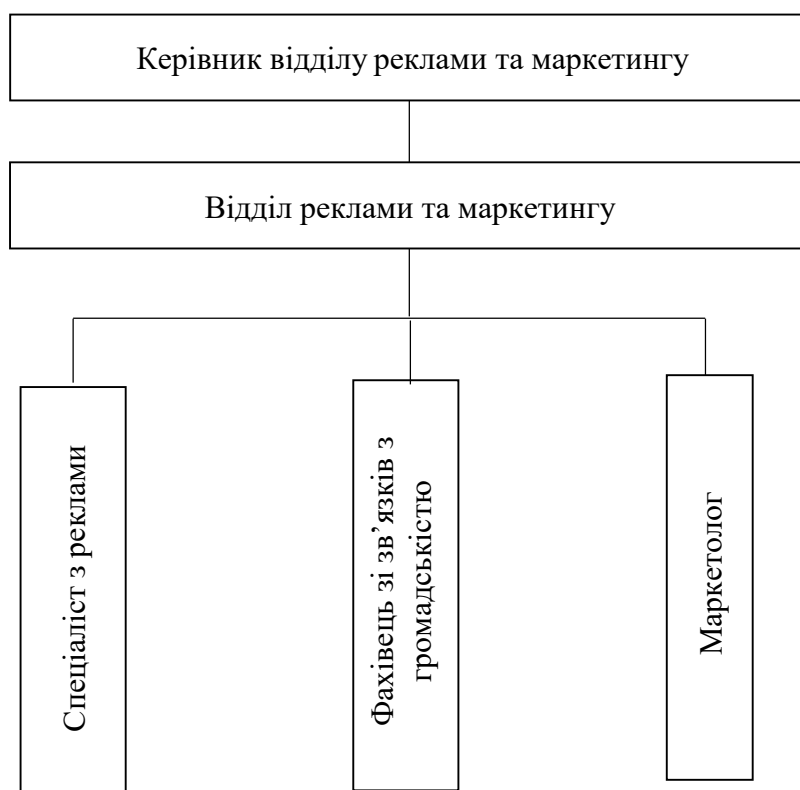 Керівник відділу реклами та маркетингу
Відділ реклами та маркетингу
Спеціаліст з реклами
Фахівець зі зв’язків з
громадськістю
Маркетолог